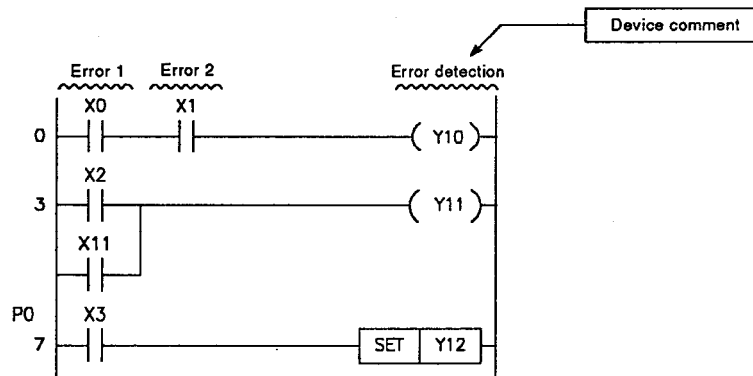 Device comment
Error 1 Error 2 Error detection
X0 X1
0 Y10
X2
3 Y11
X11
P0 X3
7 SET Y12